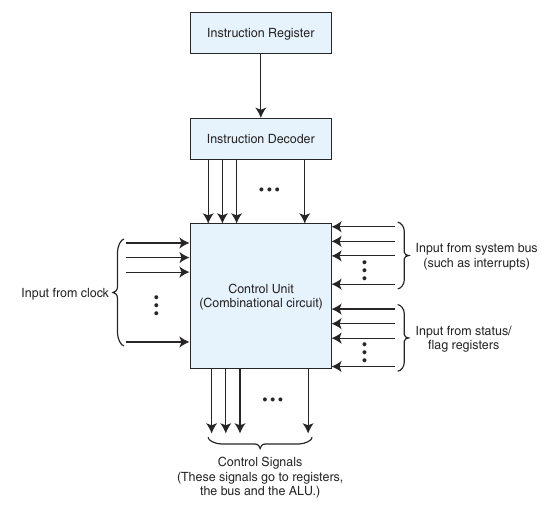 Instruction Register
Instruction Decoder
Input from clock
Control Unit
(Combinational circuit)
Input from system bus
(such as interrupts)
Input from status/
flag registers
Control Signals
(These signals go to registers,
the bus and the ALU.)